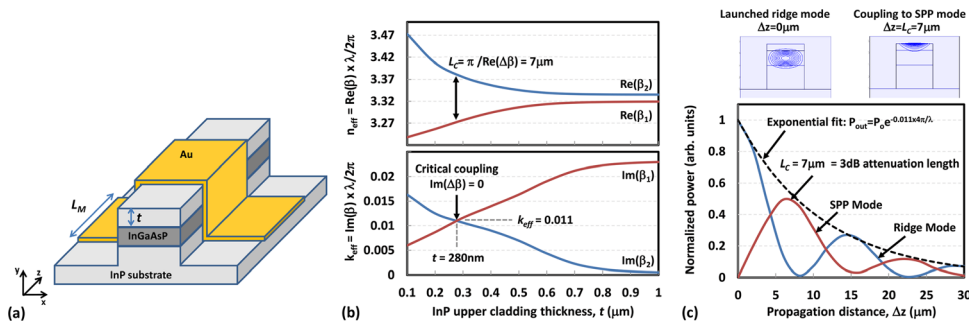 Au
L_M
t
InGaAsP
InP substrate
y
z
x
(a)
n_eff = Re(β) x λ/2π
3.47
3.42
3.37
3.32
3.27
L_C = π /Re(Δβ) = 7μm
Re(β₂)
Re(β₁)
k_eff = Im(β) x λ/2π
0.02
0.015
0.01
0.005
0
Critical coupling
Im(Δβ) = 0
k_eff = 0.011
t = 280nm
Im(β₁)
Im(β₂)
0.1 0.2 0.3 0.4 0.5 0.6 0.7 0.8 0.9 1
InP upper cladding thickness, t (μm)
(b)
Launched ridge mode
Δz=0μm
Coupling to SPP mode
Δz=L_C=7μm
Normalized power (arb. units)
1
0.8
0.6
0.4
0.2
0
Exponential fit: P_out=P_oe^-0.011x4π/λ
L_C = 7μm = 3dB attenuation length
SPP Mode
Ridge Mode
0 5 10 15 20 25 30
Propagation distance, Δz (μm)
(c)